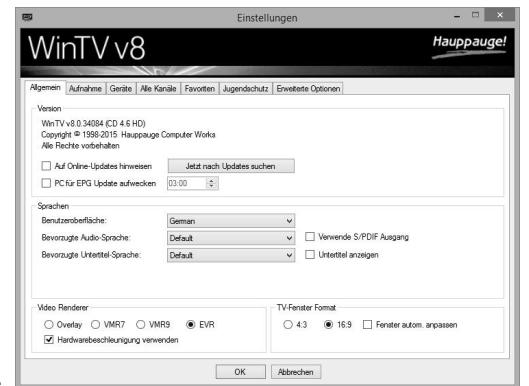 Einstellungen
WinTV v8
Hauppauge!
Allgemein Aufnahme Geräte Alle Kanäle Favoriten Jugendschutz Erweiterte Optionen
Version
WinTV v8.0.34084 (CD 4.6 HD)
Copyright © 1998-2015 Hauppauge Computer Works
Alle Rechte vorbehalten
Auf Online-Updates hinweisen Jetzt nach Updates suchen
PC für EPG Update aufwecken 03:00
Sprachen
Benutzeroberfläche: German
Bevorzugte Audio-Sprache: Default Verwende S/PDIF Ausgang
Bevorzugte Untertitel-Sprache: Default Untertitel anzeigen
Video Renderer TV-Fenster Format
Overlay VMR7 VMR9 EVR 4:3 16:9 Fenster autom. anpassen
Hardwarebeschleunigung verwenden
OK Abbrechen